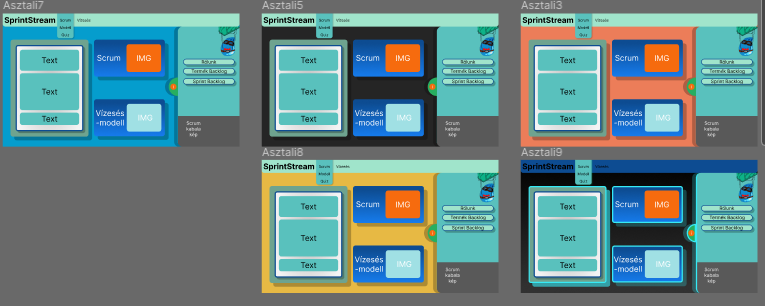 Asztali7
SprintStream Scrum Vízesés
Modell
Quiz
Text
Text
Text
Scrum IMG
Vízesés
-modell IMG
Rólunk
Termék Backlog
Sprint Backlog
Scrum
kabala
kép
Asztali5
SprintStream Scrum Vízesés
Modell
Quiz
Text
Text
Text
Scrum IMG
Vízesés
-modell IMG
Rólunk
Termék Backlog
Sprint Backlog
Scrum
kabala
kép
Asztali3
SprintStream Scrum Vízesés
Modell
Quiz
Text
Text
Text
Scrum IMG
Vízesés
-modell IMG
Rólunk
Termék Backlog
Sprint Backlog
Scrum
kabala
kép
Asztali8
SprintStream Scrum Vízesés
Modell
Quiz
Text
Text
Text
Scrum IMG
Vízesés
-modell IMG
Rólunk
Termék Backlog
Sprint Backlog
Scrum
kabala
kép
Asztali9
SprintStream Scrum Vízesés
Modell
Quiz
Text
Text
Text
Scrum IMG
Vízesés
-modell IMG
Rólunk
Termék Backlog
Sprint Backlog
Scrum
kabala
kép